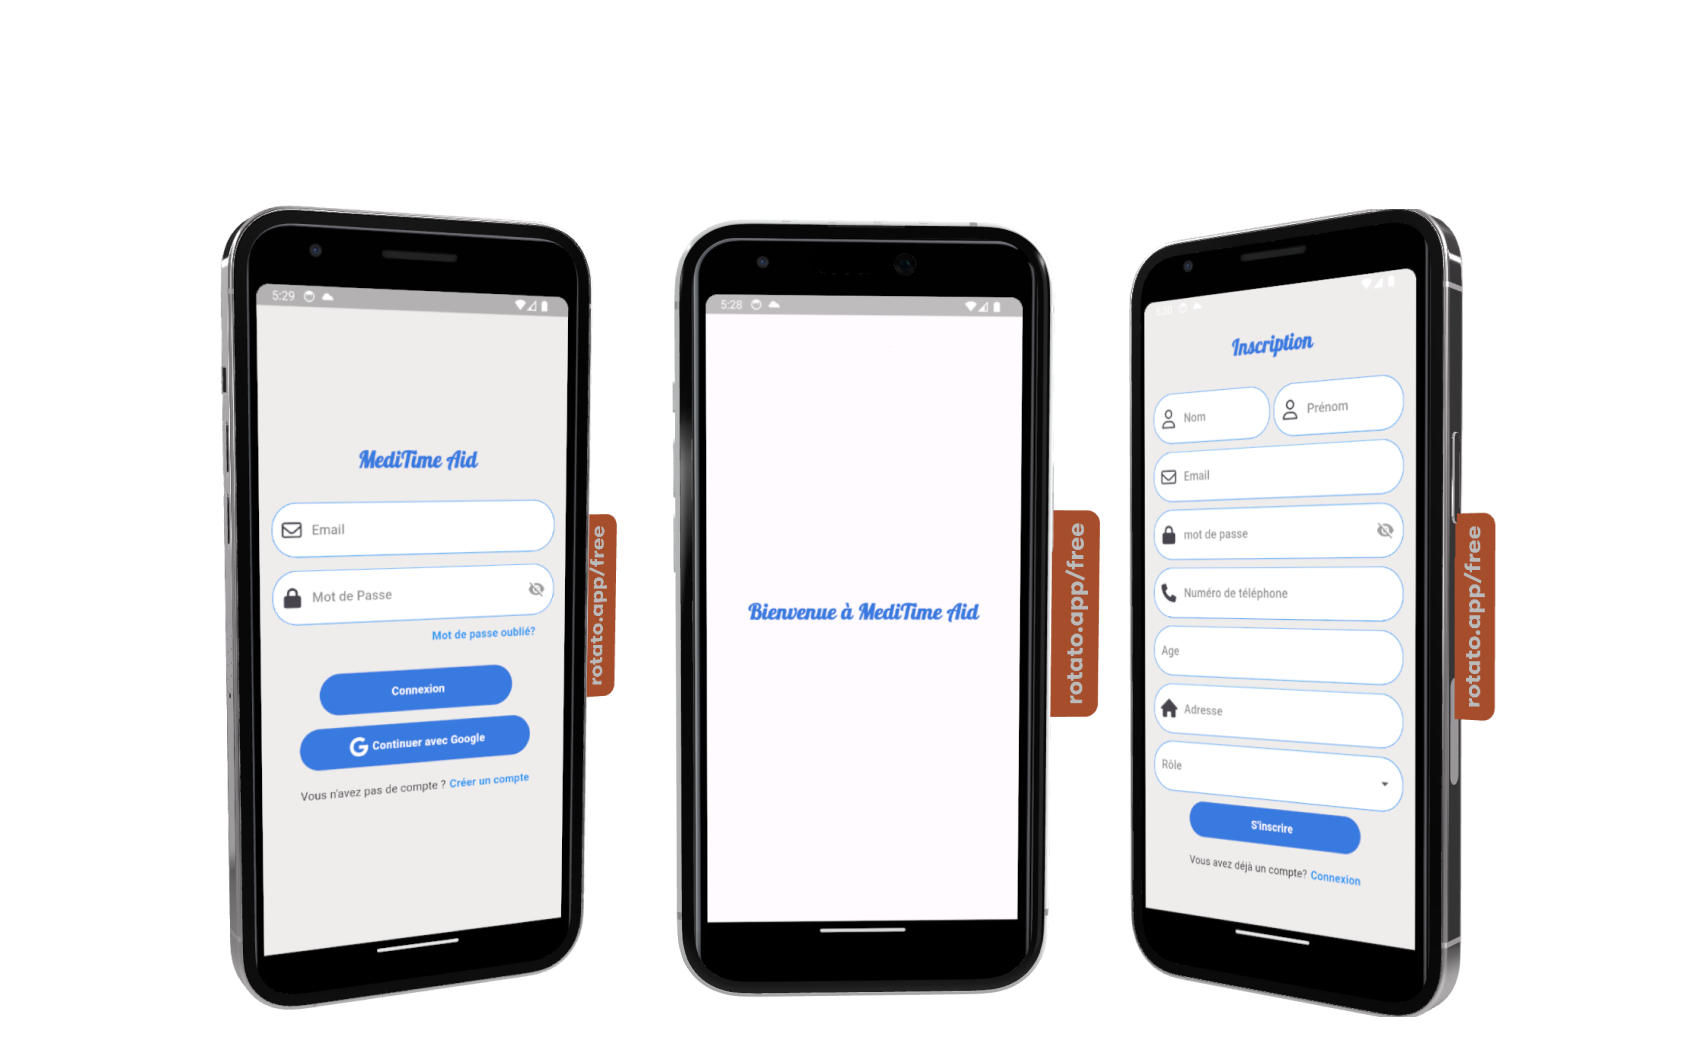 5:29
MediTime Aid
Email
Mot de Passe
Mot de passe oublié?
Connexion
G Continuer avec Google
Vous n'avez pas de compte ? Créer un compte
rotato.app/free
5:28
Bienvenue à MediTime Aid
rotato.app/free
Inscription
Nom
Prénom
Email
mot de passe
Numéro de téléphone
Age
Adresse
Rôle
S'inscrire
Vous avez déjà un compte? Connexion
rotato.app/free